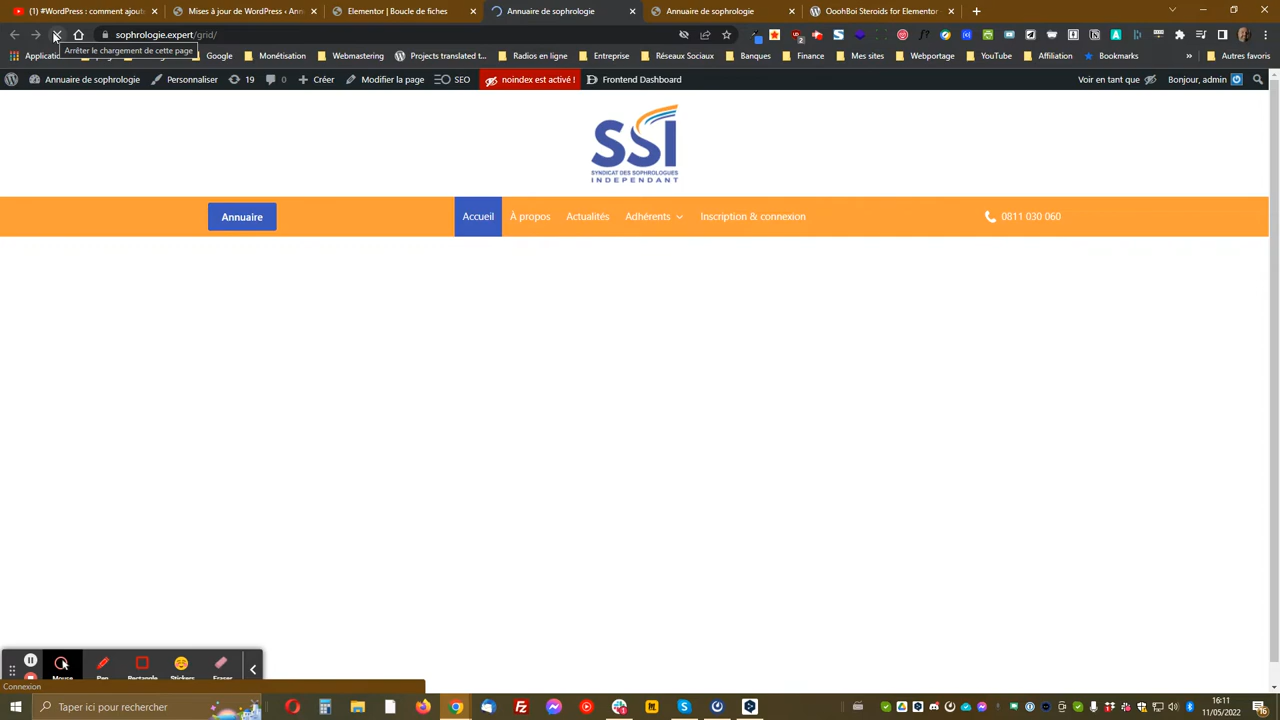 (1) #WordPress : comment ajoute
Mises à jour de WordPress ‹ Ann
Elementor | Boucle de fiches
Annuaire de sophrologie
Annuaire de sophrologie
OoohBoi Steroids for Elementor
sophrologie.expert/grid/
Arrêter le chargement de cette page
Applicatio
Google
Monétisation
Webmastering
Projects translated t...
Radios en ligne
Entreprise
Réseaux Sociaux
Banques
Finance
Mes sites
Webportage
YouTube
Affiliation
Bookmarks
»
Autres favoris
Annuaire de sophrologie
Personnaliser
19
0
Créer
Modifier la page
SEO
noindex est activé !
Frontend Dashboard
Voir en tant que
Bonjour, admin
SSI
SYNDICAT DES SOPHROLOGUES
INDEPENDANT
Annuaire
Accueil
À propos
Actualités
Adhérents
Inscription & connexion
0811 030 060
Mouse
Pen
Rectangle
Stickers
Eraser
Connexion
Taper ici pour rechercher
16:11
11/05/2022